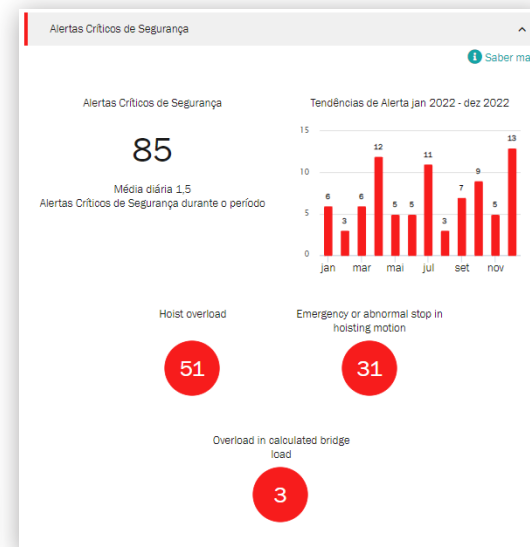 Alertas Críticos de Segurança
Saber ma
Alertas Críticos de Segurança
85
Média diária 1,5
Alertas Críticos de Segurança durante o período
Tendências de Alerta jan 2022 - dez 2022
15
10
5
0
6
3
6
12
5
5
11
3
7
9
5
13
jan mar mai jul set nov
Hoist overload
51
Emergency or abnormal stop in
hoisting motion
31
Overload in calculated bridge
load
3